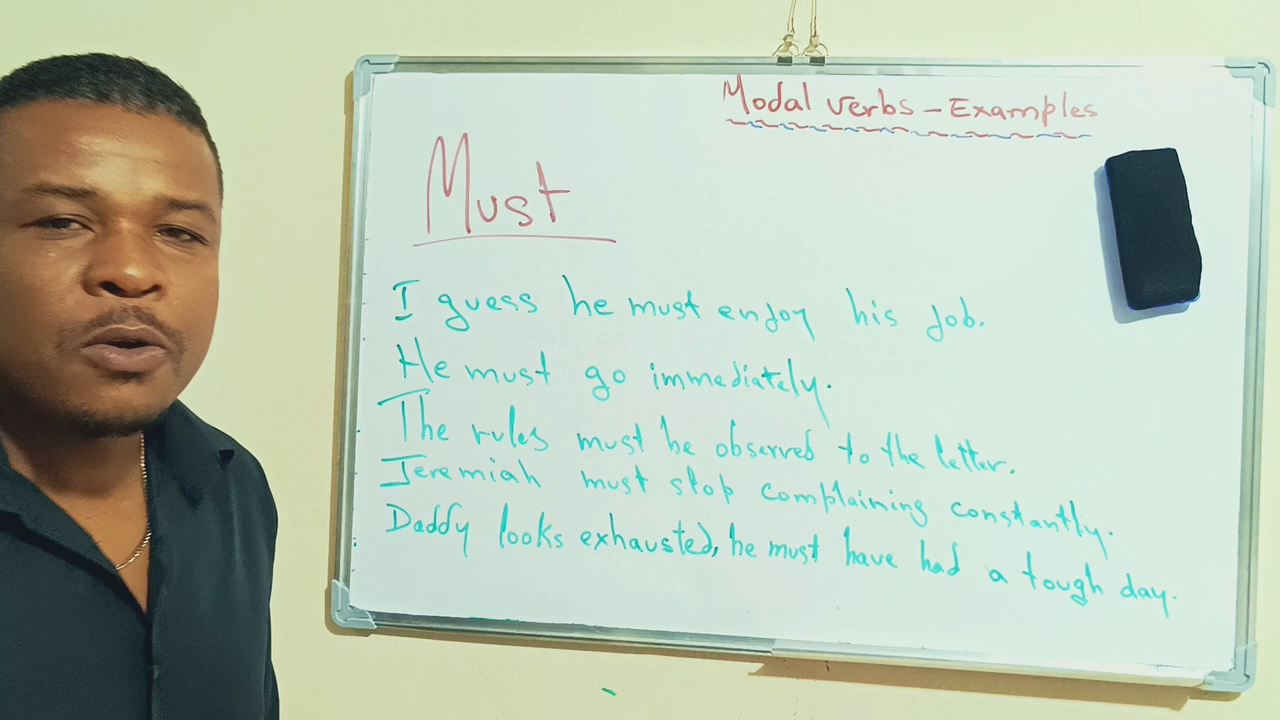 Modal verbs - Examples
Must
I guess he must enjoy his job.
He must go immediately.
The rules must be observed to the letter.
Jeremiah must stop complaining constantly.
Daddy looks exhausted, he must have had a tough day.